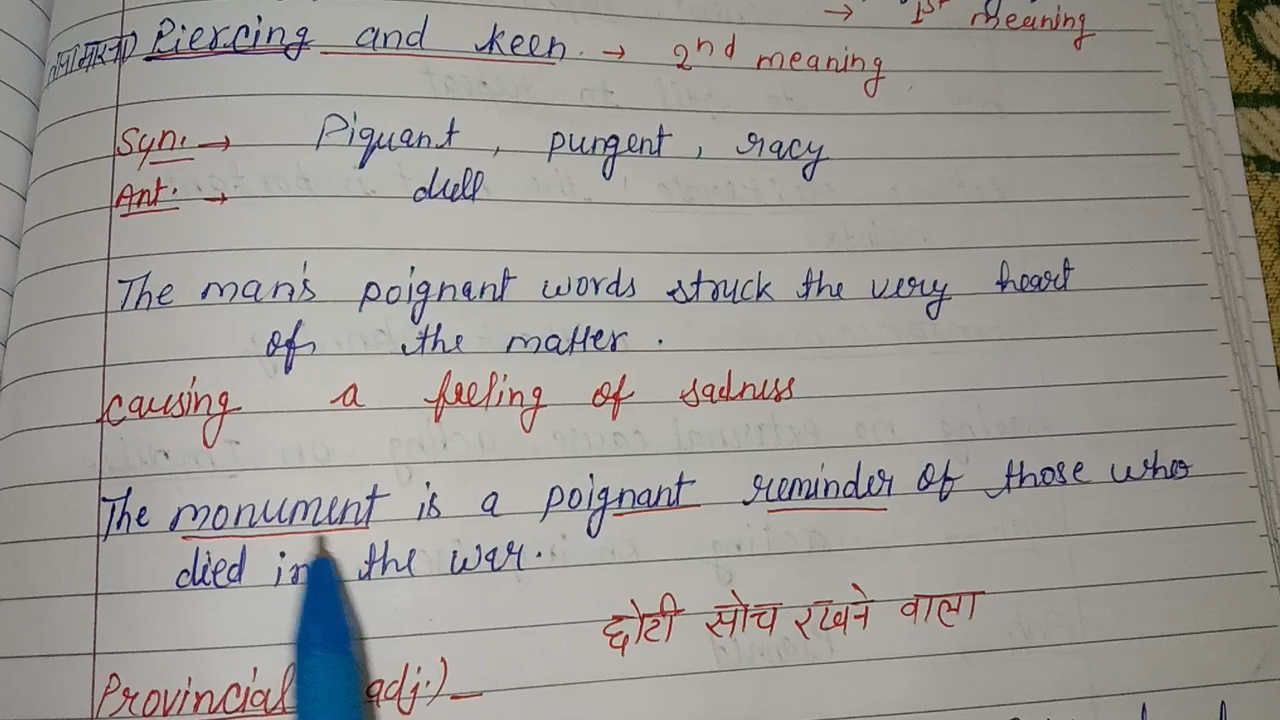 → 1st meaning
Piercing and keen. → 2nd meaning
Syn. → Piquant, pungent, racy
Ant. → dull
The man's poignant words struck the very heart
of the matter.
causing a feeling of sadness
The monument is a poignant reminder of those who
died in the war.
छोटी सोच रखने वाला
Provincial adj.) –